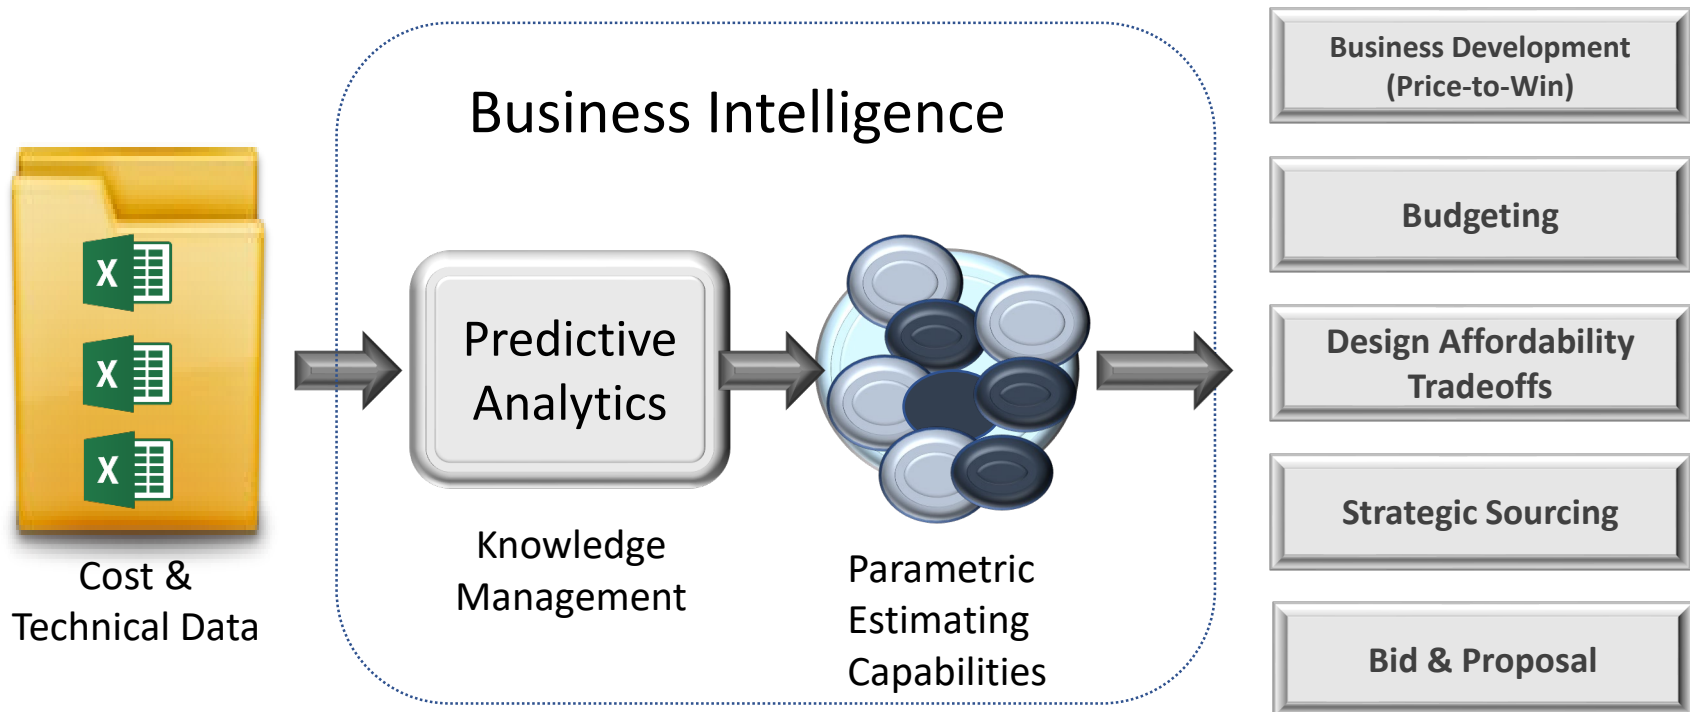 Business Intelligence
X
X
X
Cost &
Technical Data
Predictive
Analytics
Knowledge
Management
Parametric
Estimating
Capabilities
Business Development
(Price-to-Win)
Budgeting
Design Affordability
Tradeoffs
Strategic Sourcing
Bid & Proposal